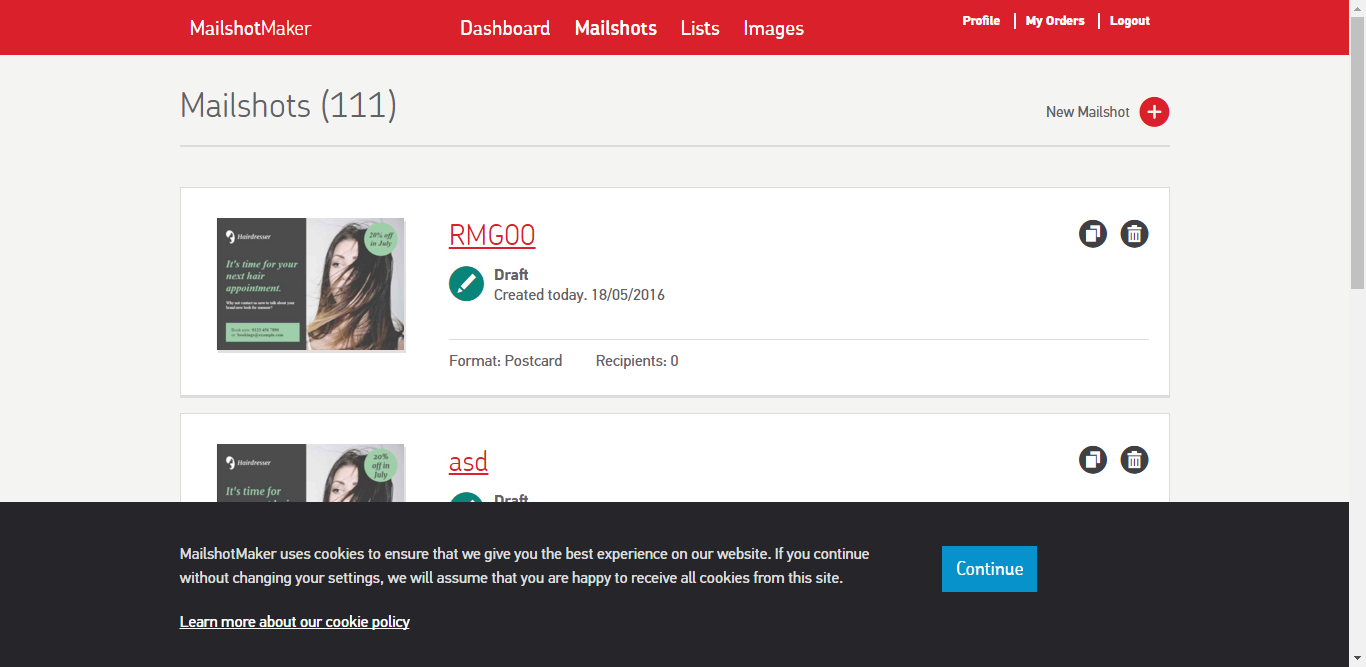 MailshotMaker
Dashboard Mailshots Lists Images
Profile My Orders Logout
Mailshots (111)
New Mailshot
Hairdresser
20% off
in July
It's time for your
next hair
appointment.
Why not contact us now to talk about your
brand new look for summer?
Book now: 0123 456 7890
or bookings@example.com
RMG00
Draft
Created today. 18/05/2016
Format: Postcard Recipients: 0
Hairdresser
20%
off in
July
It's time for
asd
Draft
MailshotMaker uses cookies to ensure that we give you the best experience on our website. If you continue
without changing your settings, we will assume that you are happy to receive all cookies from this site.
Continue
Learn more about our cookie policy